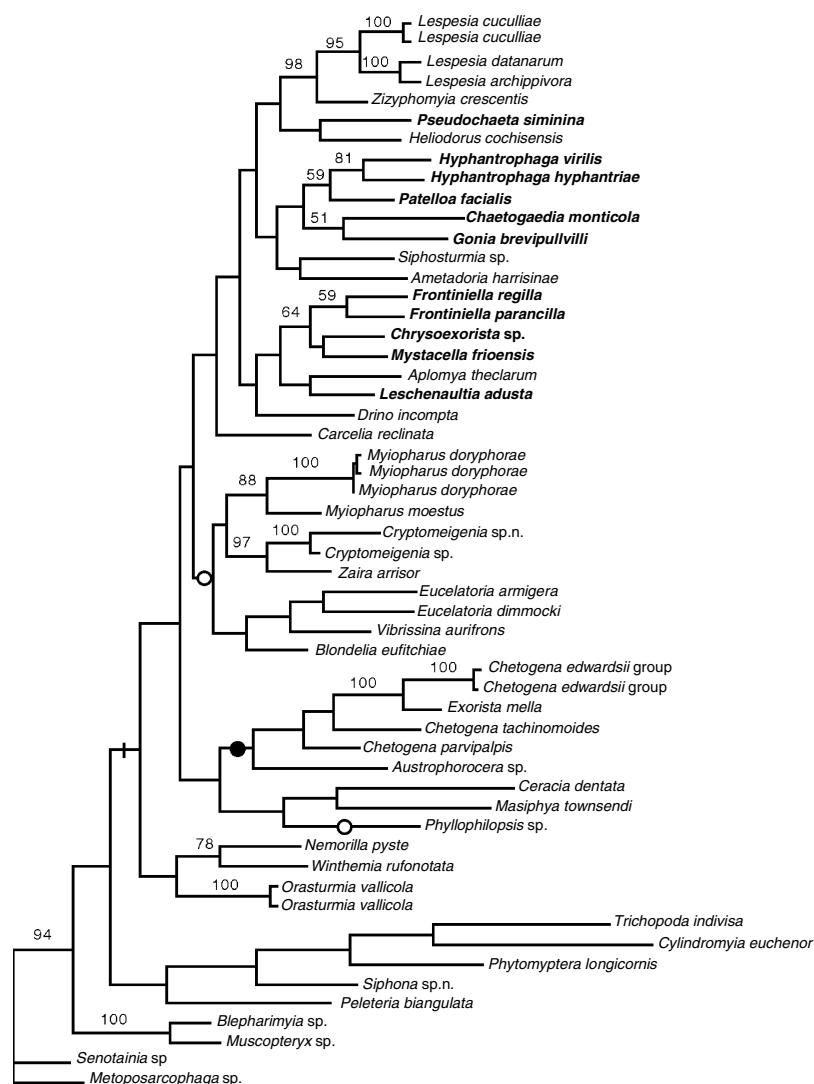 100
Lespesia cuculliae
Lespesia cuculliae
95
100
Lespesia datanarum
98
Lespesia archippivora
Zizyphomyia crescentis
Pseudochaeta siminina
Heliodorus cochisensis
81
Hyphantrophaga virilis
59
Hyphantrophaga hyphantriae
Patelloa facialis
51
Chaetogaedia monticola
Gonia brevipullvilli
Siphosturmia sp.
Ametadoria harrisinae
59
Frontiniella regilla
64
Frontiniella parancilla
Chrysoexorista sp.
Mystacella frioensis
Aplomya theclarum
Leschenaultia adusta
Drino incompta
Carcelia reclinata
100
Myiopharus doryphorae
Myiopharus doryphorae
88
Myiopharus doryphorae
Myiopharus moestus
100
Cryptomeigenia sp.n.
97
Cryptomeigenia sp.
Zaira arrisor
Eucelatoria armigera
Eucelatoria dimmocki
Vibrissina aurifrons
Blondelia eufitchiae
100
Chetogena edwardsii group
100
Chetogena edwardsii group
Exorista mella
Chetogena tachinomoides
Chetogena parvipalpis
Austrophorocera sp.
Ceracia dentata
Masiphya townsendi
Phyllophilopsis sp.
78
Nemorilla pyste
Winthemia rufonotata
100
Orasturmia vallicola
Orasturmia vallicola
Trichopoda indivisa
94
Cylindromyia euchenor
Phytomyptera longicornis
Siphona sp.n.
Peleteria biangulata
100
Blepharimyia sp.
Muscopteryx sp.
Senotainia sp
Metoposarcophaga sp.